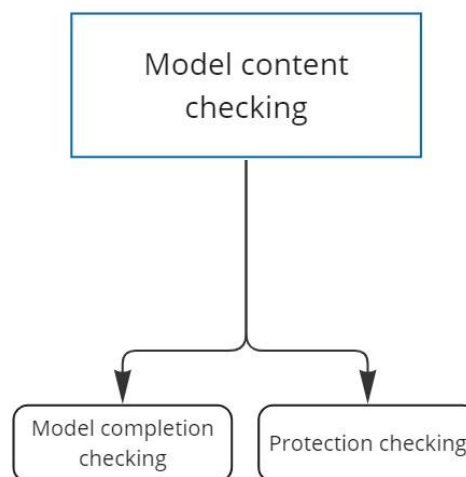 Model content
checking
Model completion
checking
Protection checking